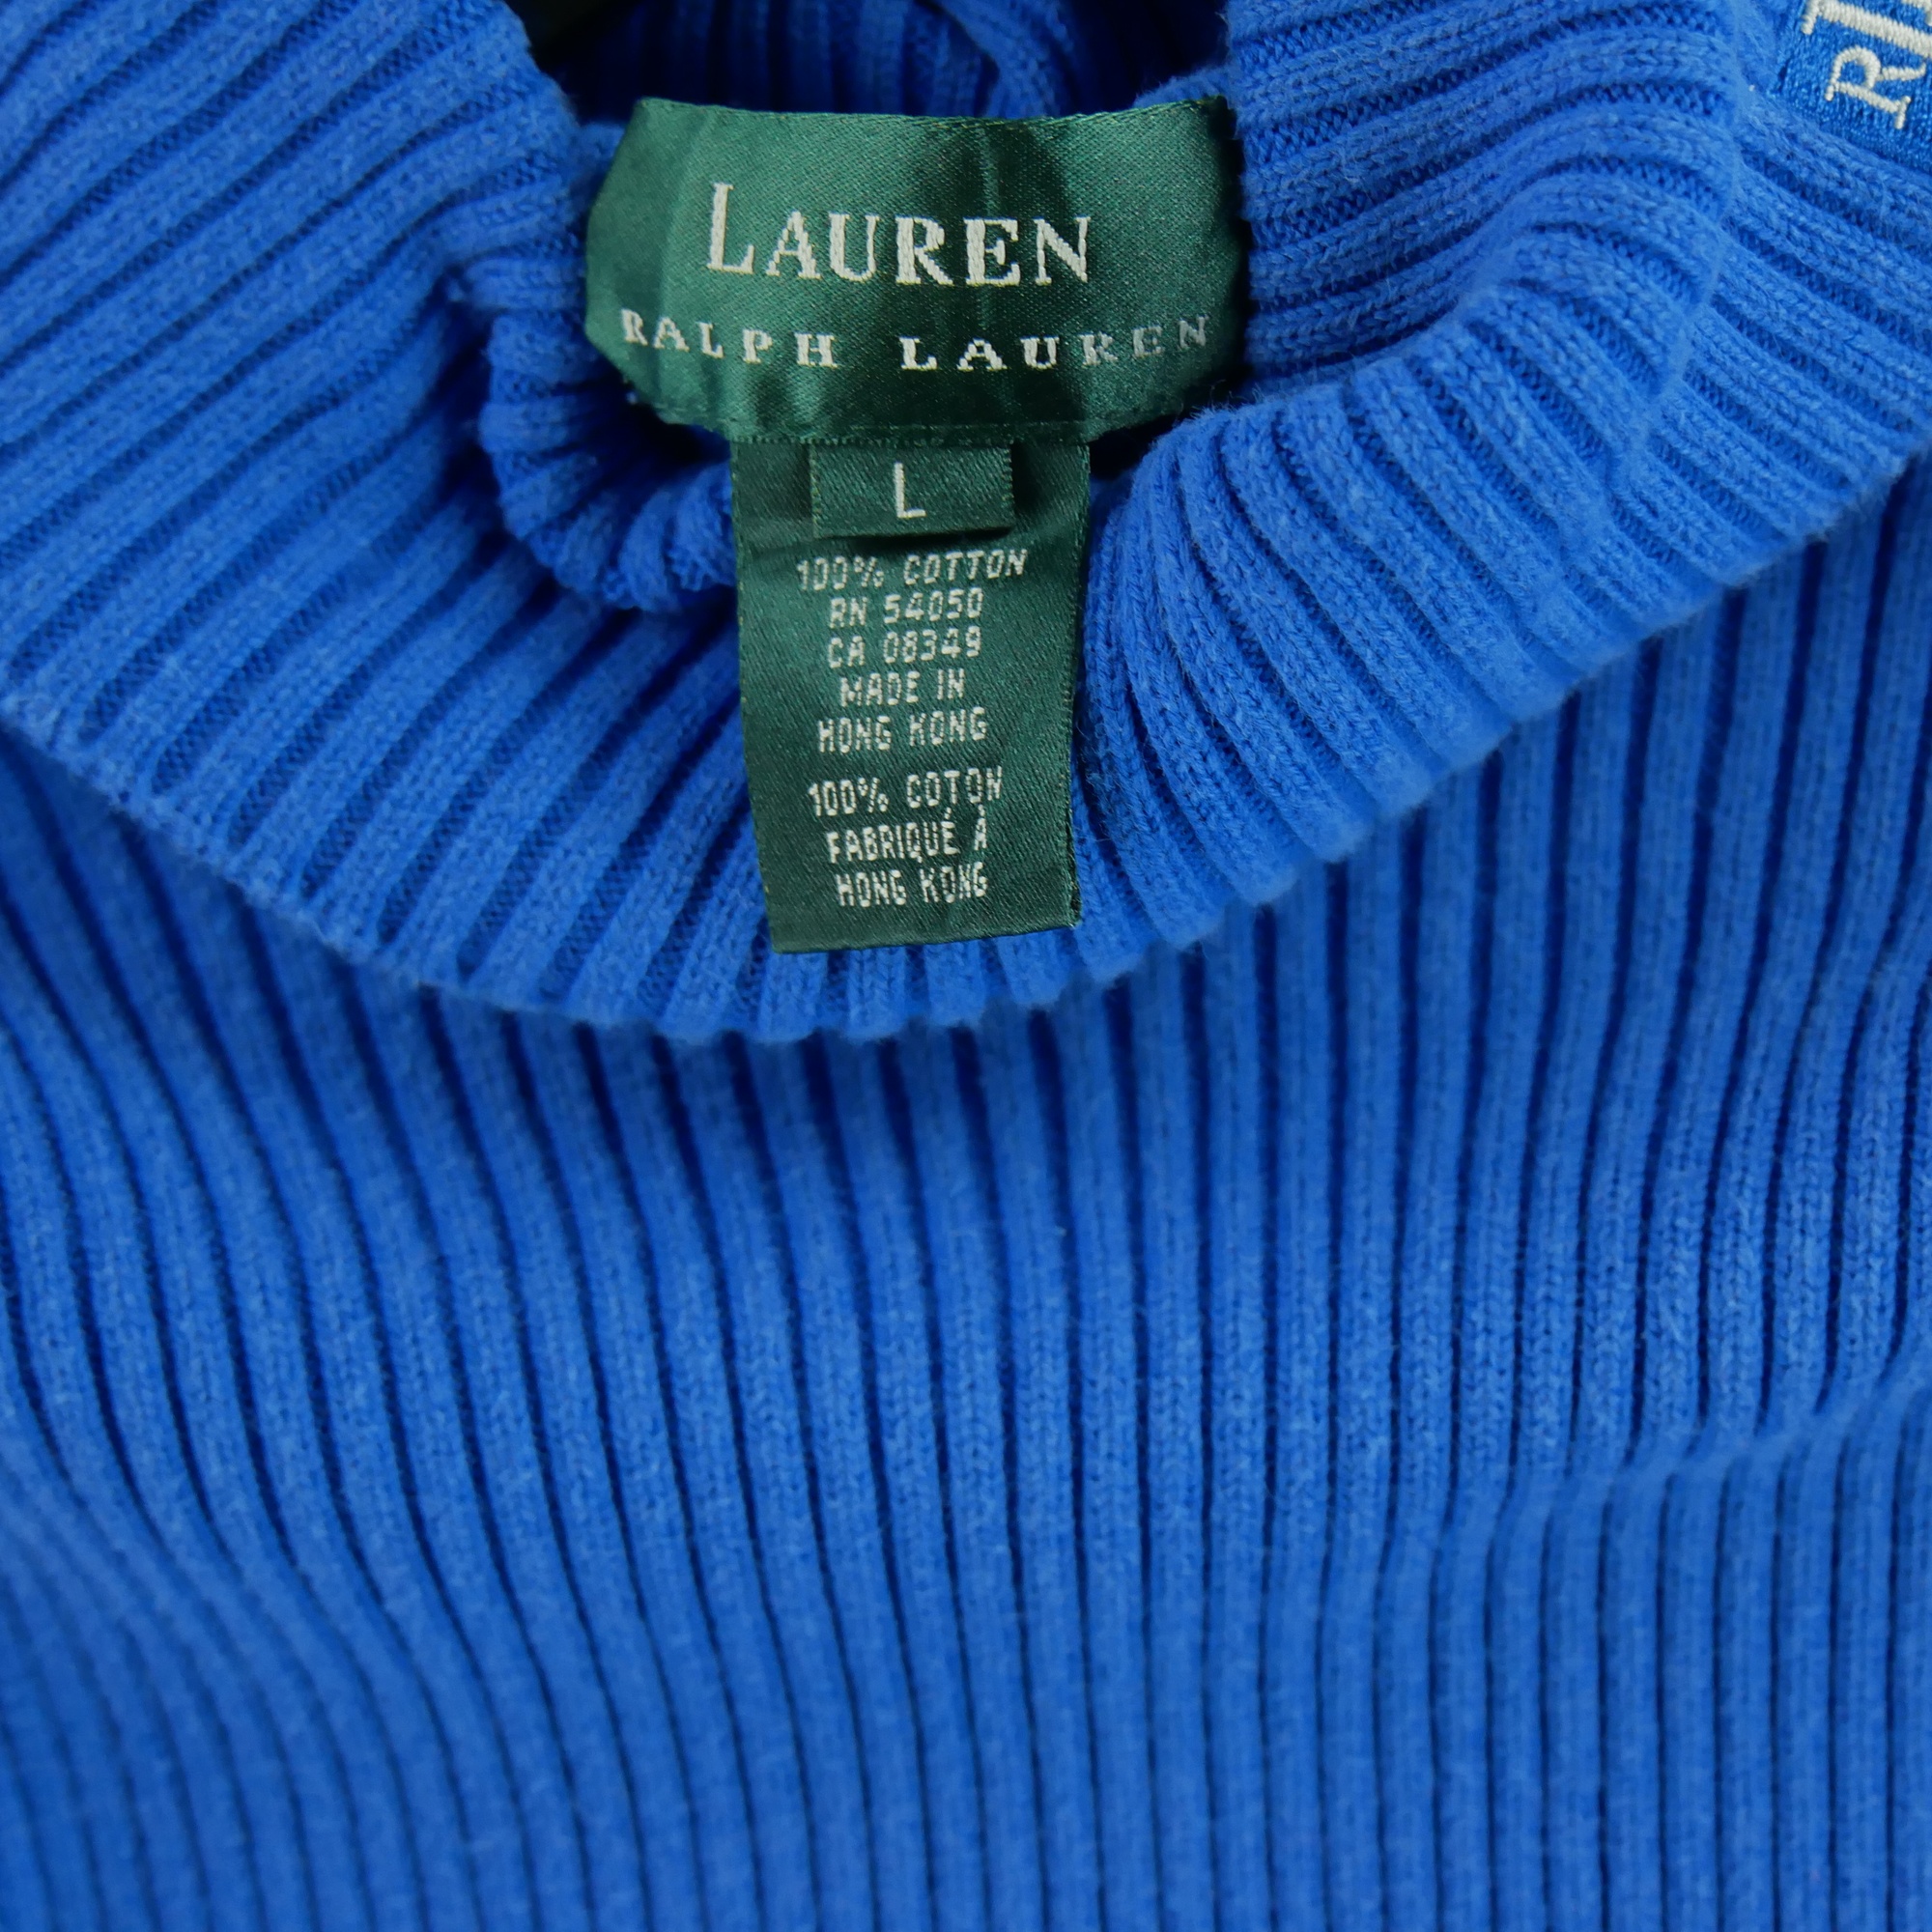 LAUREN
RALPH LAUREN
L
100% COTTON
RN 54050
CA 08349
MADE IN
HONG KONG
100% COTON
FABRIQUÉ À
HONG KONG